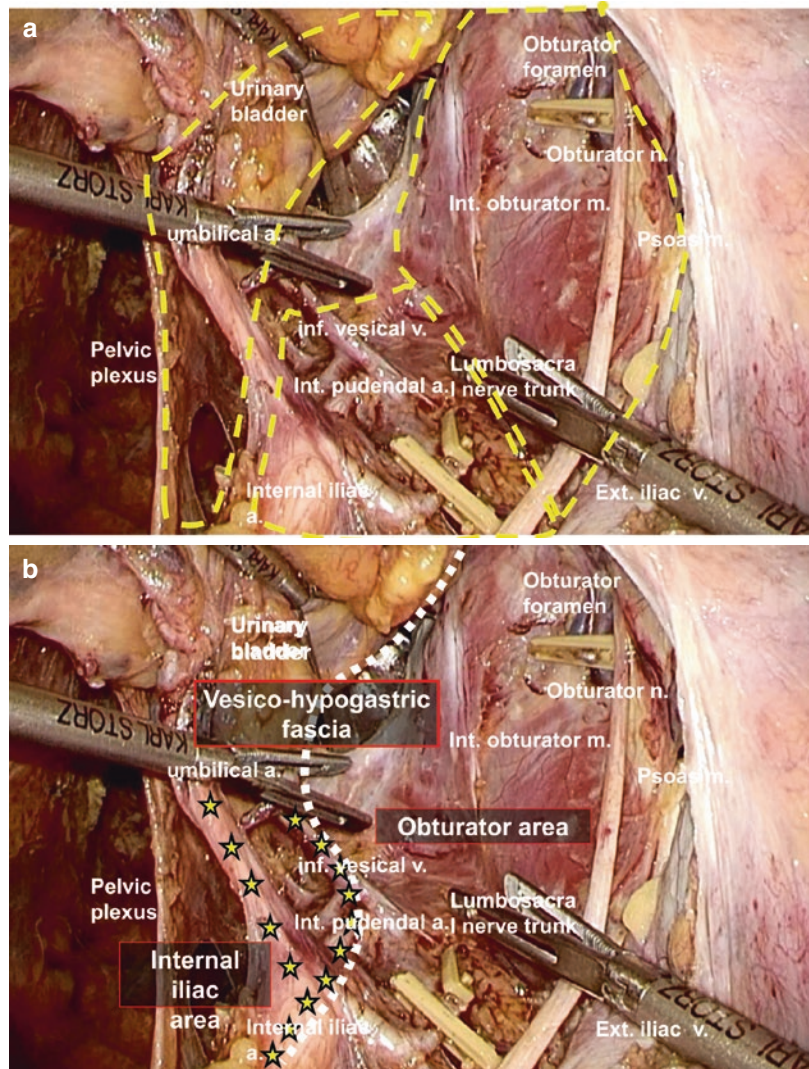 a
Urinary
bladder
Obturator
foramen
KARL STORZ
Obturator n.
Int. obturator m.
umbilical a.
Psoas m.
inf. vesical v.
Pelvic
plexus
Lumbosacra
l nerve trunk
Int. pudendal a.
Internal iliac
a.
Ext. iliac v.
KARL STORZ
b
Obturator
foramen
Urinary
bladder
Vesico-hypogastric
fascia
KARL STORZ
Obturator n.
Int. obturator m.
umbilical a.
Psoas m.
Obturator area
inf. vesical v.
Pelvic
plexus
Lumbosacra
l nerve trunk
Int. pudendal a.
Internal
iliac
area
Internal iliac
a.
Ext. iliac v.
KARL STORZ